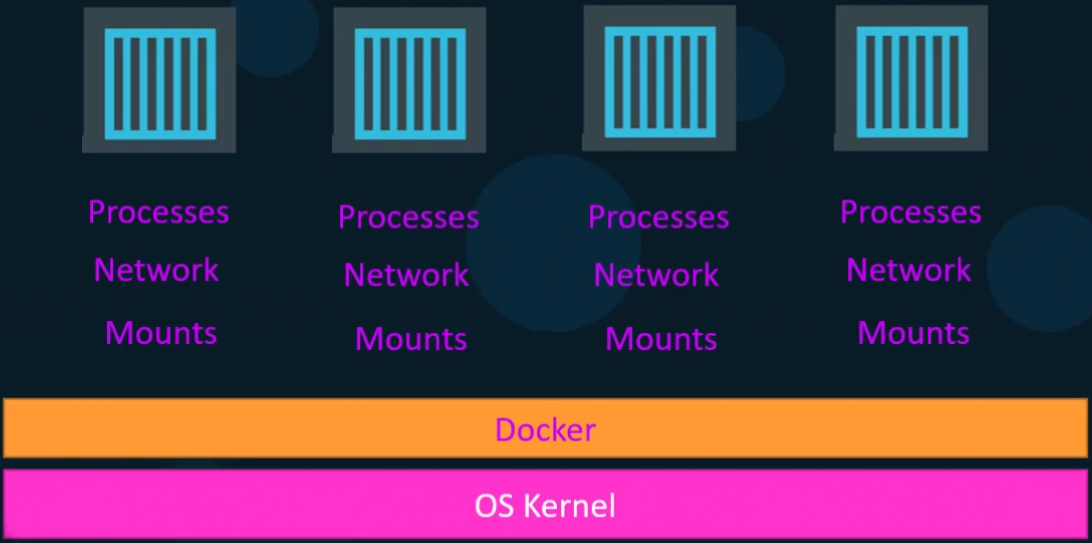 Processes
Network
Mounts
Processes
Network
Mounts
Processes
Network
Mounts
Processes
Network
Mounts
Docker
OS Kernel